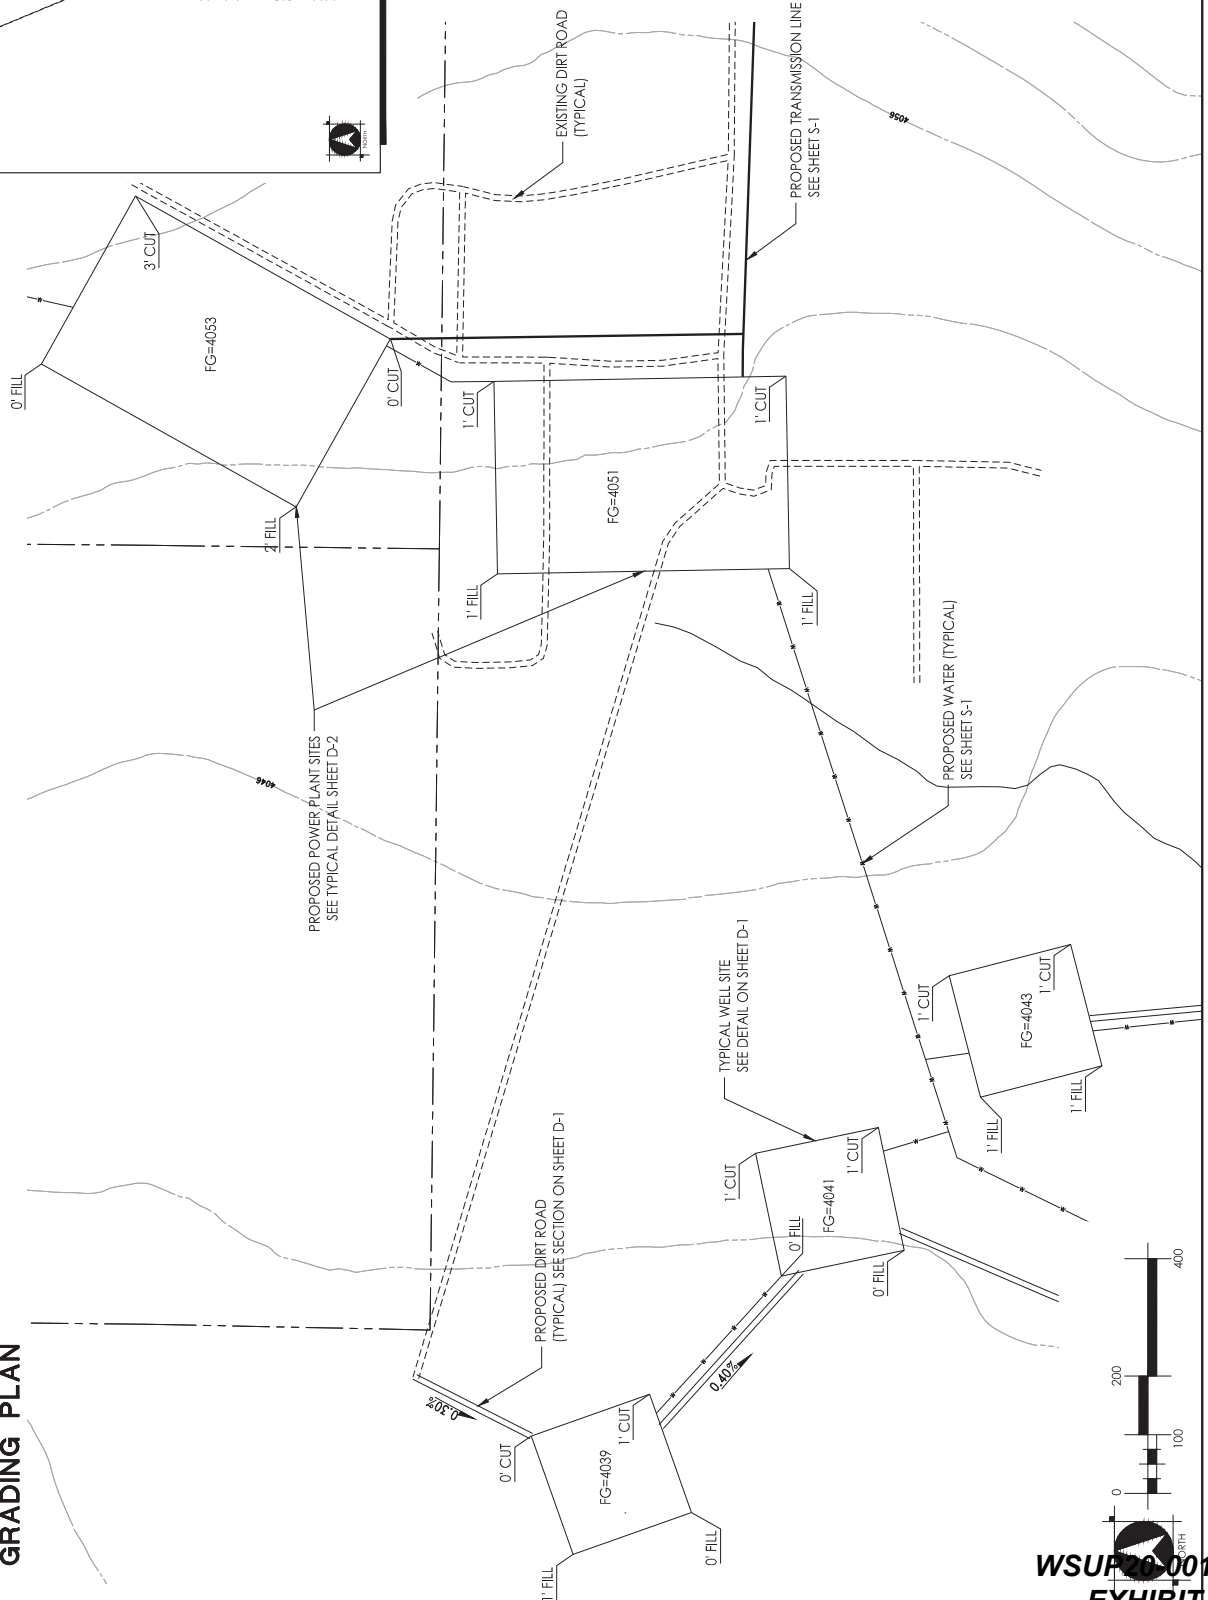 GRADING PLAN
NORTH
EXISTING DIRT ROAD
(TYPICAL)
PROPOSED TRANSMISSION LINE
SEE SHEET S-1
4056
3' CUT
0' FILL
FG=4053
0' CUT
2' FILL
1' CUT
1' CUT
FG=4051
1' FILL
1' FILL
PROPOSED POWER PLANT SITES
SEE TYPICAL DETAIL SHEET D-2
4046
PROPOSED WATER (TYPICAL)
SEE SHEET S-1
TYPICAL WELL SITE
SEE DETAIL ON SHEET D-1
1' CUT
1' CUT
FG=4043
1' FILL
1' FILL
1' CUT
1' CUT
FG=4041
0' FILL
0' FILL
PROPOSED DIRT ROAD
(TYPICAL) SEE SECTION ON SHEET D-1
0.30%
0.40%
0' CUT
1' CUT
FG=4039
1' FILL
0' FILL
0
100
200
400
NORTH
WSUP20-001
EXHIBIT